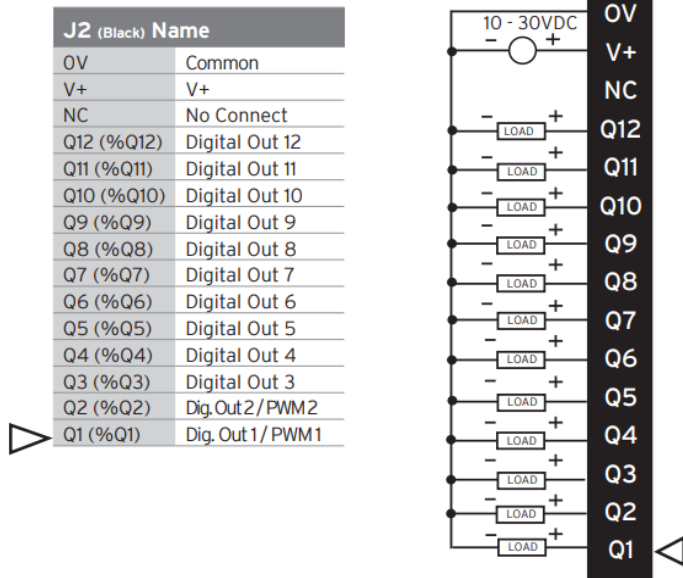 J2 (Black) Name
0V Common
V+ V+
NC No Connect
Q12 (%Q12) Digital Out 12
Q11 (%Q11) Digital Out 11
Q10 (%Q10) Digital Out 10
Q9 (%Q9) Digital Out 9
Q8 (%Q8) Digital Out 8
Q7 (%Q7) Digital Out 7
Q6 (%Q6) Digital Out 6
Q5 (%Q5) Digital Out 5
Q4 (%Q4) Digital Out 4
Q3 (%Q3) Digital Out 3
Q2 (%Q2) Dig. Out 2 / PWM 2
Q1 (%Q1) Dig. Out 1 / PWM 1
10 - 30VDC 0V
- + V+
NC
- LOAD + Q12
- LOAD + Q11
- LOAD + Q10
- LOAD + Q9
- LOAD + Q8
- LOAD + Q7
- LOAD + Q6
- LOAD + Q5
- LOAD + Q4
- LOAD + Q3
- LOAD + Q2
- LOAD + Q1